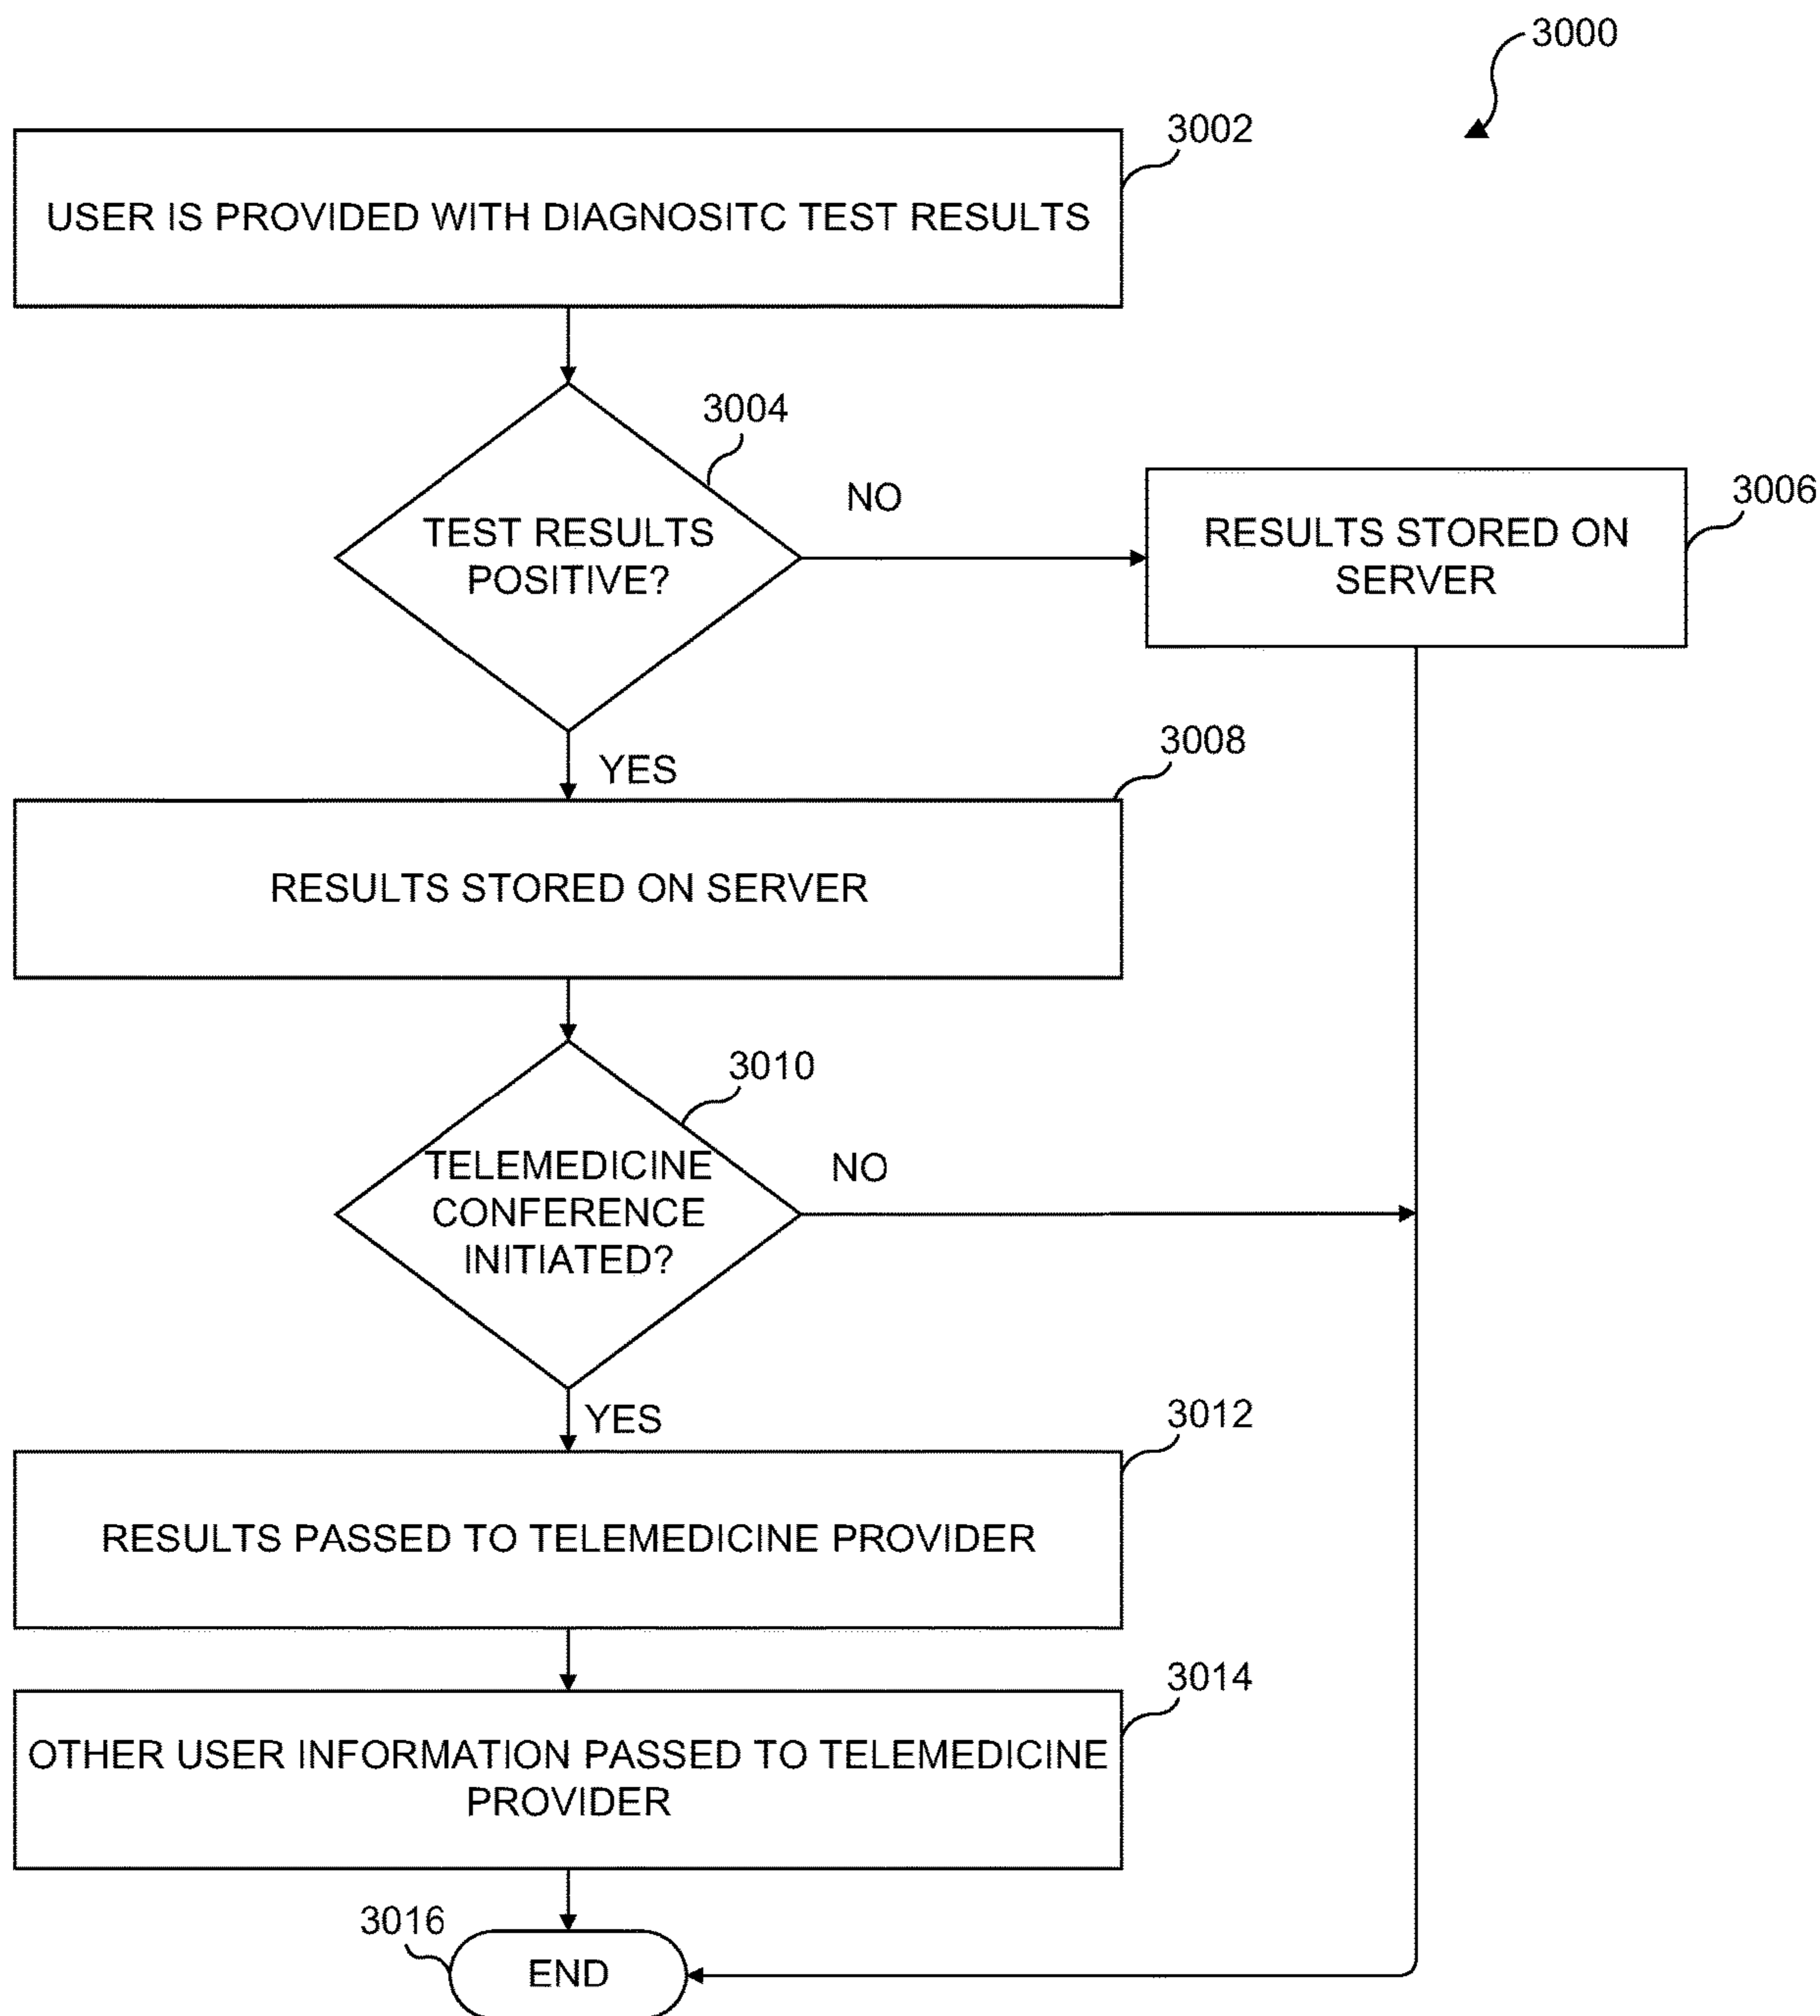 3000
3002
USER IS PROVIDED WITH DIAGNOSITC TEST RESULTS
3004
TEST RESULTS
POSITIVE?
NO
3006
RESULTS STORED ON
SERVER
YES
3008
RESULTS STORED ON SERVER
3010
TELEMEDICINE
CONFERENCE
INITIATED?
NO
YES
3012
RESULTS PASSED TO TELEMEDICINE PROVIDER
3014
OTHER USER INFORMATION PASSED TO TELEMEDICINE
PROVIDER
3016
END